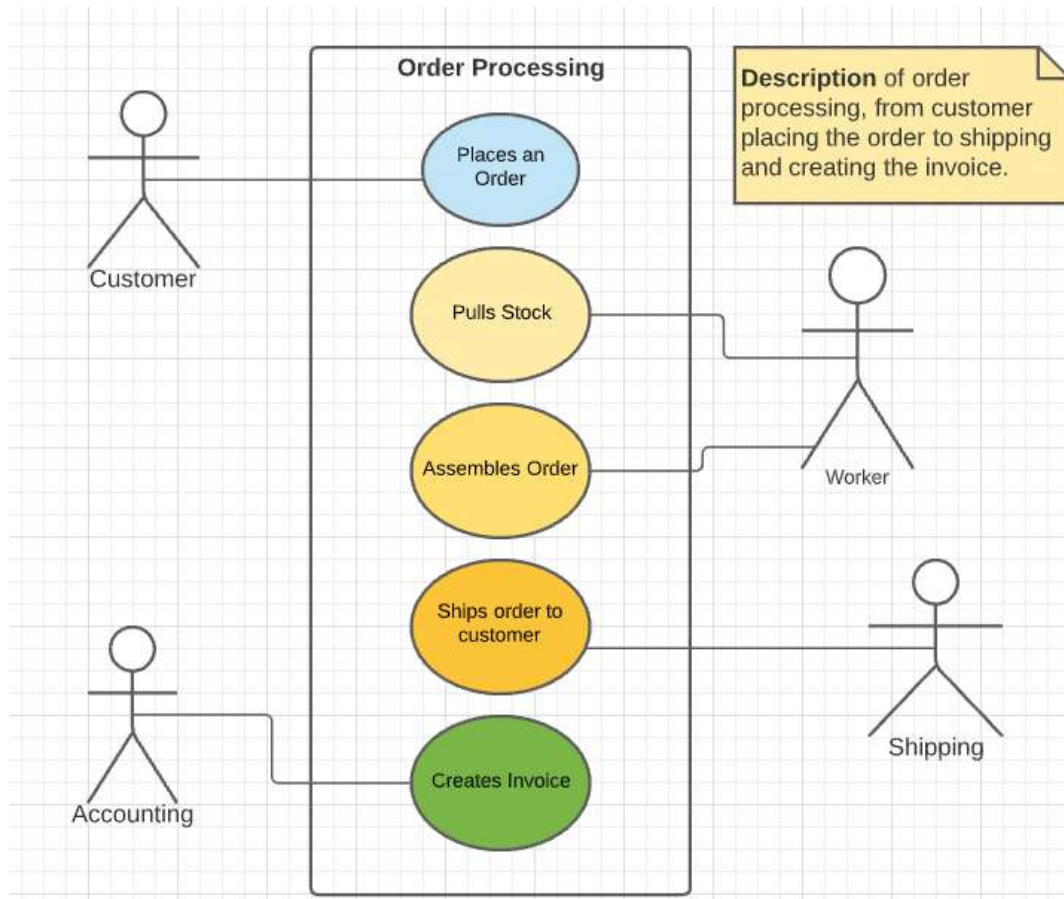 Order Processing
Description of order
processing, from customer
placing the order to shipping
and creating the invoice.
Places an
Order
Customer
Pulls Stock
Assembles Order
Worker
Ships order to
customer
Shipping
Creates Invoice
Accounting